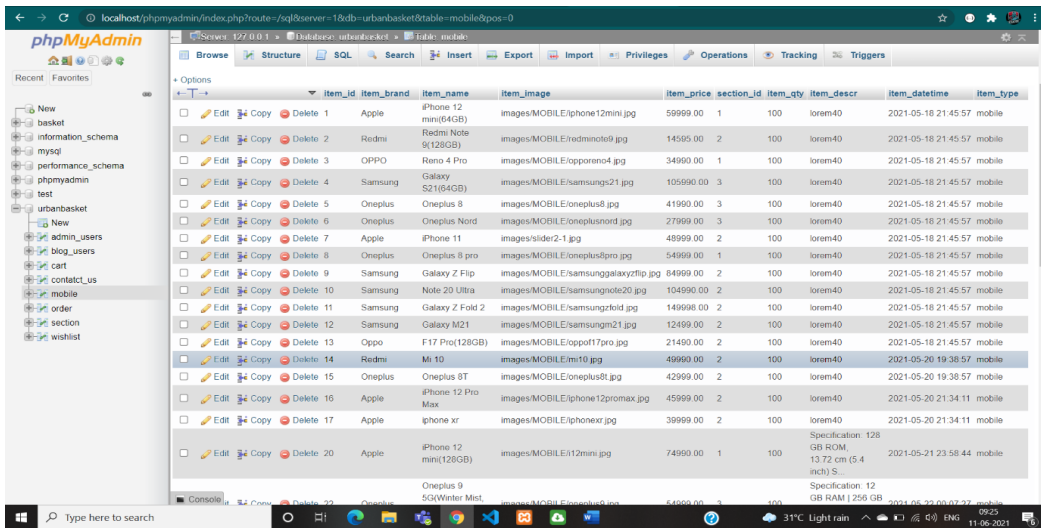 localhost/phpmyadmin/index.php?route=/sql&server=1&db=urbanbasket&table=mobile&pos=0
phpMyAdmin
Recent Favorites
New
basket
information_schema
mysql
performance_schema
phpmyadmin
test
urbanbasket
New
admin_users
blog_users
cart
contatct_us
mobile
order
section
wishlist
Server: 127.0.0.1 » Database: urbanbasket » Table: mobile
Browse Structure SQL Search Insert Export Import Privileges Operations Tracking Triggers
+ Options
item_id item_brand item_name item_image item_price section_id item_qty item_descr item_datetime item_type
Edit Copy Delete 1 Apple iPhone 12 mini(64GB) images/MOBILE/iphone12mini.jpg 59999.00 1 100 lorem40 2021-05-18 21:45:57 mobile
Edit Copy Delete 2 Redmi Redmi Note 9(128GB) images/MOBILE/redminote9.jpg 14595.00 2 100 lorem40 2021-05-18 21:45:57 mobile
Edit Copy Delete 3 OPPO Reno 4 Pro images/MOBILE/opporeno4.jpg 34990.00 1 100 lorem40 2021-05-18 21:45:57 mobile
Edit Copy Delete 4 Samsung Galaxy S21(64GB) images/MOBILE/samsungs21.jpg 105990.00 3 100 lorem40 2021-05-18 21:45:57 mobile
Edit Copy Delete 5 Oneplus Oneplus 8 images/MOBILE/oneplus8.jpg 41990.00 3 100 lorem40 2021-05-18 21:45:57 mobile
Edit Copy Delete 6 Oneplus Oneplus Nord images/MOBILE/oneplusnord.jpg 27999.00 3 100 lorem40 2021-05-18 21:45:57 mobile
Edit Copy Delete 7 Apple iPhone 11 images/slider2-1.jpg 48999.00 2 100 lorem40 2021-05-18 21:45:57 mobile
Edit Copy Delete 8 Oneplus Oneplus 8 pro images/MOBILE/oneplus8pro.jpg 54999.00 1 100 lorem40 2021-05-18 21:45:57 mobile
Edit Copy Delete 9 Samsung Galaxy Z Flip images/MOBILE/samsunggalaxyzflip.jpg 84999.00 2 100 lorem40 2021-05-18 21:45:57 mobile
Edit Copy Delete 10 Samsung Note 20 Ultra images/MOBILE/samsungnote20.jpg 104990.00 2 100 lorem40 2021-05-18 21:45:57 mobile
Edit Copy Delete 11 Samsung Galaxy Z Fold 2 images/MOBILE/samsungzfold.jpg 149998.00 2 100 lorem40 2021-05-18 21:45:57 mobile
Edit Copy Delete 12 Samsung Galaxy M21 images/MOBILE/samsungm21.jpg 12499.00 2 100 lorem40 2021-05-18 21:45:57 mobile
Edit Copy Delete 13 Oppo F17 Pro(128GB) images/MOBILE/oppof17pro.jpg 21490.00 2 100 lorem40 2021-05-18 21:45:57 mobile
Edit Copy Delete 14 Redmi Mi 10 images/MOBILE/mi10.jpg 49990.00 2 100 lorem40 2021-05-20 19:38:57 mobile
Edit Copy Delete 15 Oneplus Oneplus 8T images/MOBILE/oneplus8t.jpg 42999.00 2 100 lorem40 2021-05-20 19:38:57 mobile
Edit Copy Delete 16 Apple iPhone 12 Pro Max images/MOBILE/iphone12promax.jpg 45999.00 2 100 lorem40 2021-05-20 21:34:11 mobile
Edit Copy Delete 17 Apple iphone xr images/MOBILE/iphonexr.jpg 39999.00 2 100 lorem40 2021-05-20 21:34:11 mobile
Edit Copy Delete 20 Apple iPhone 12 mini(128GB) images/MOBILE/i12mini.jpg 74990.00 1 100 Specification: 128 GB ROM, 13.72 cm (5.4 inch) S... 2021-05-21 23:58:44 mobile
Console Copy Delete 22 Oneplus Oneplus 9 5G(Winter Mist, images/MOBILE/oneplus9.jpg 54999.00 3 100 Specification: 12 GB RAM | 256 GB 2021-05-22 00:07:27 mobile
Type here to search 31°C Light rain ENG 09:25
11-06-2021